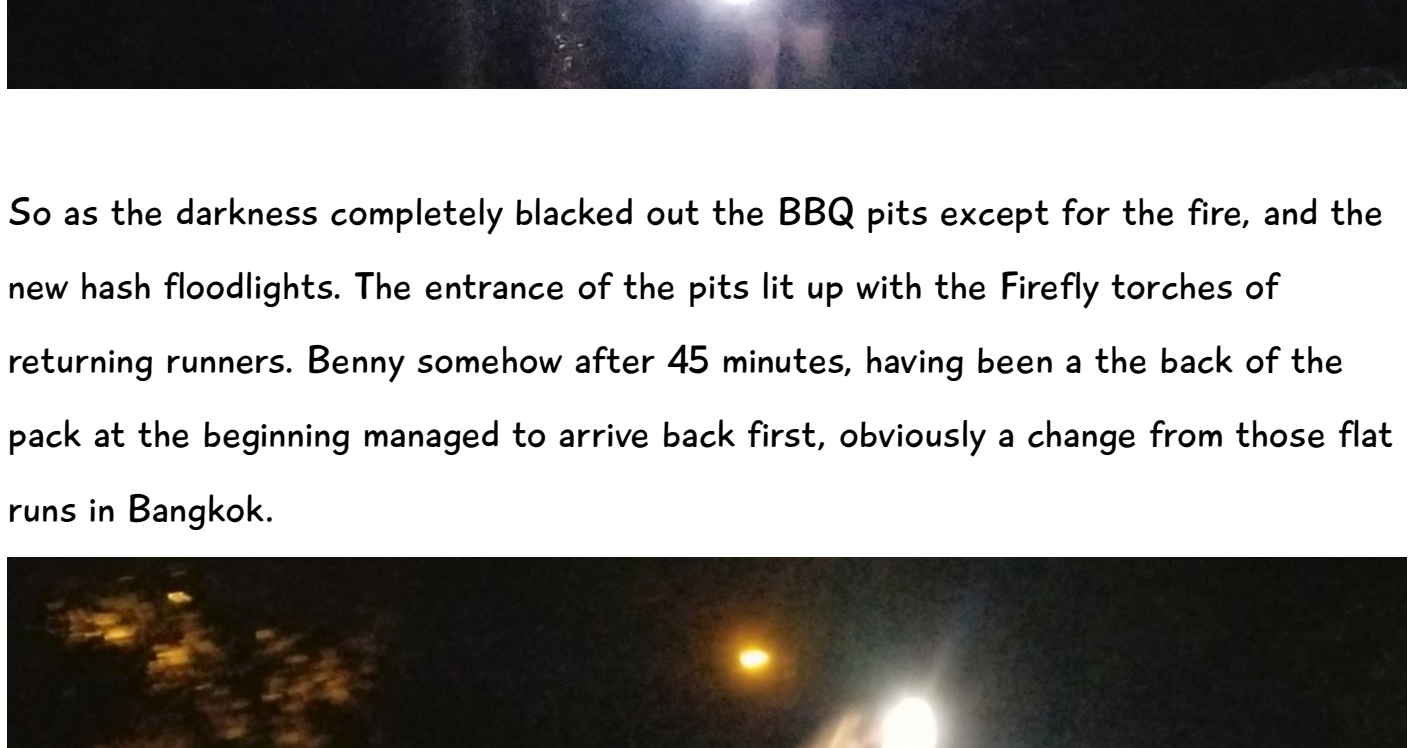 So as the darkness completely blacked out the BBQ pits except for the fire, and the
new hash floodlights. The entrance of the pits lit up with the Firefly torches of
returning runners. Benny somehow after 45 minutes, having been a the back of the
pack at the beginning managed to arrive back first, obviously a change from those flat
runs in Bangkok.